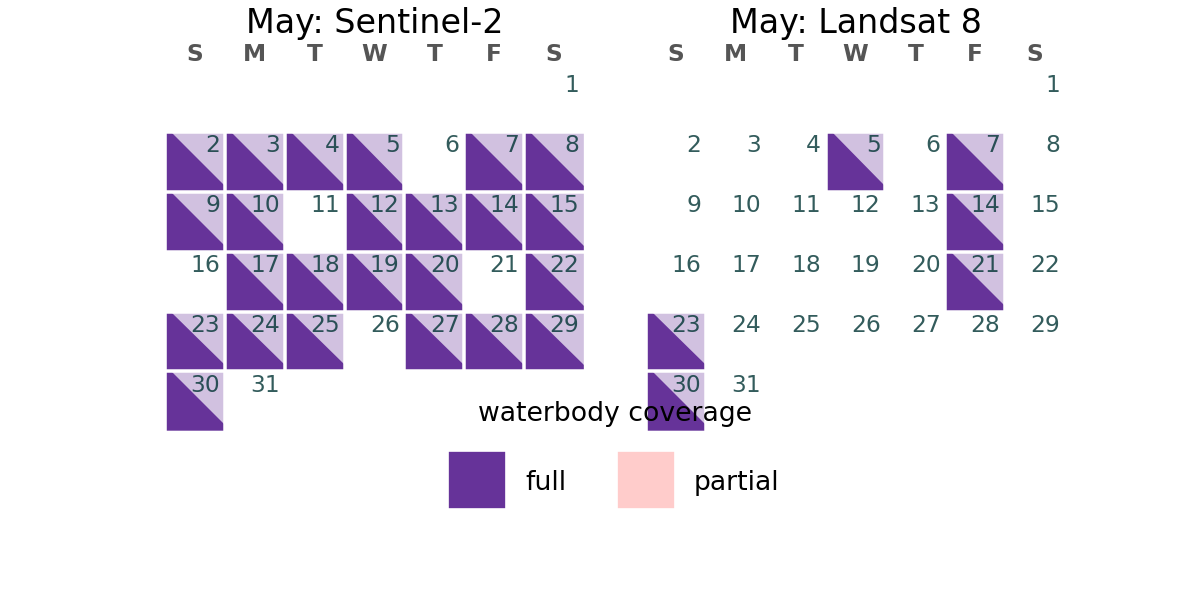 May: Sentinel-2
S M T W T F S
1
2 3 4 5 6 7 8
9 10 11 12 13 14 15
16 17 18 19 20 21 22
23 24 25 26 27 28 29
30 31
May: Landsat 8
S M T W T F S
1
2 3 4 5 6 7 8
9 10 11 12 13 14 15
16 17 18 19 20 21 22
23 24 25 26 27 28 29
30 31
waterbody coverage
full partial